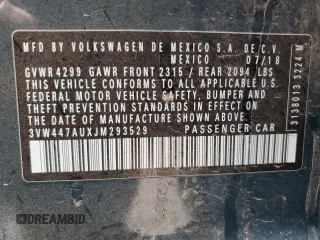 MFD. BY VOLKSWAGEN DE MEXICO S.A. DE C.V.
IN MEXICO 07/18
GVWR 4299 GAWR FRONT 2315 / REAR 2094 LBS
THIS VEHICLE CONFORMS TO ALL APPLICABLE U.S.
FEDERAL MOTOR VEHICLE SAFETY, BUMPER, AND
THEFT PREVENTION STANDARDS IN EFFECT ON THE
DATE OF MANUFACTURE SHOWN ABOVE
3VW447AUXJM293529 PASSENGER CAR
3138013 3224 M
© DREAMBID